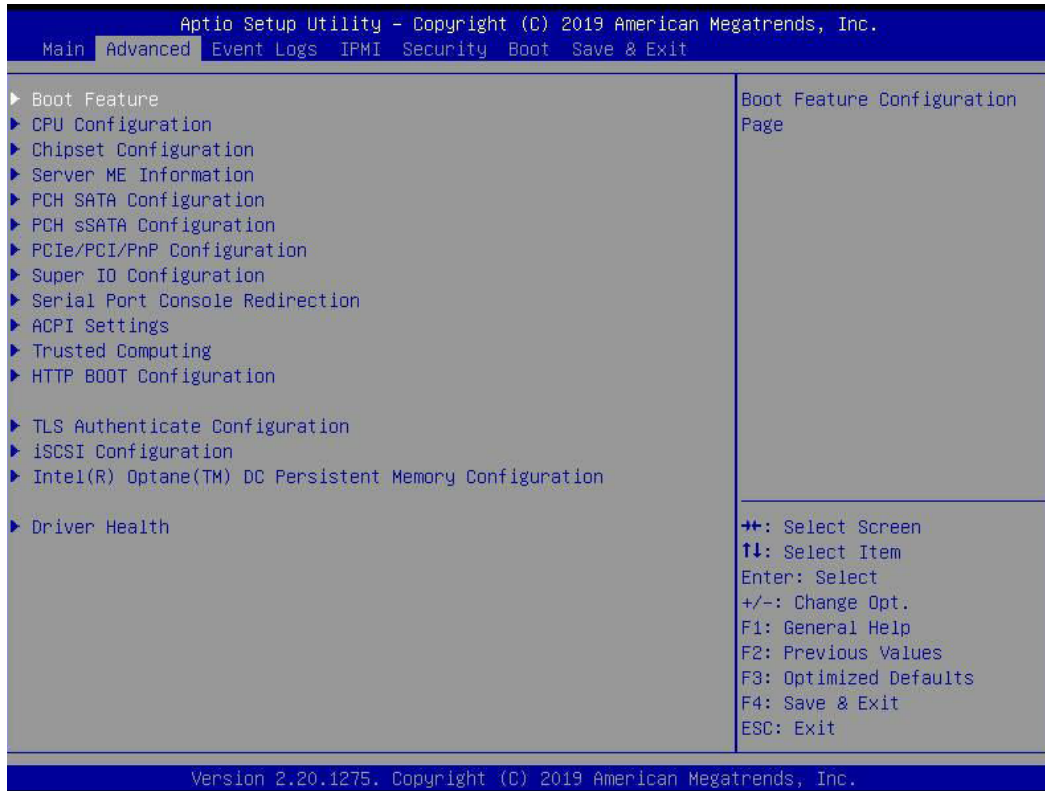 Aptio Setup Utility – Copyright (C) 2019 American Megatrends, Inc.
Main Advanced Event Logs IPMI Security Boot Save & Exit
▶ Boot Feature
▶ CPU Configuration
▶ Chipset Configuration
▶ Server ME Information
▶ PCH SATA Configuration
▶ PCH sSATA Configuration
▶ PCIe/PCI/PnP Configuration
▶ Super IO Configuration
▶ Serial Port Console Redirection
▶ ACPI Settings
▶ Trusted Computing
▶ HTTP BOOT Configuration
▶ TLS Authenticate Configuration
▶ iSCSI Configuration
▶ Intel(R) Optane(TM) DC Persistent Memory Configuration
▶ Driver Health
Boot Feature Configuration
Page
→←: Select Screen
↑↓: Select Item
Enter: Select
+/-: Change Opt.
F1: General Help
F2: Previous Values
F3: Optimized Defaults
F4: Save & Exit
ESC: Exit
Version 2.20.1275. Copyright (C) 2019 American Megatrends, Inc.